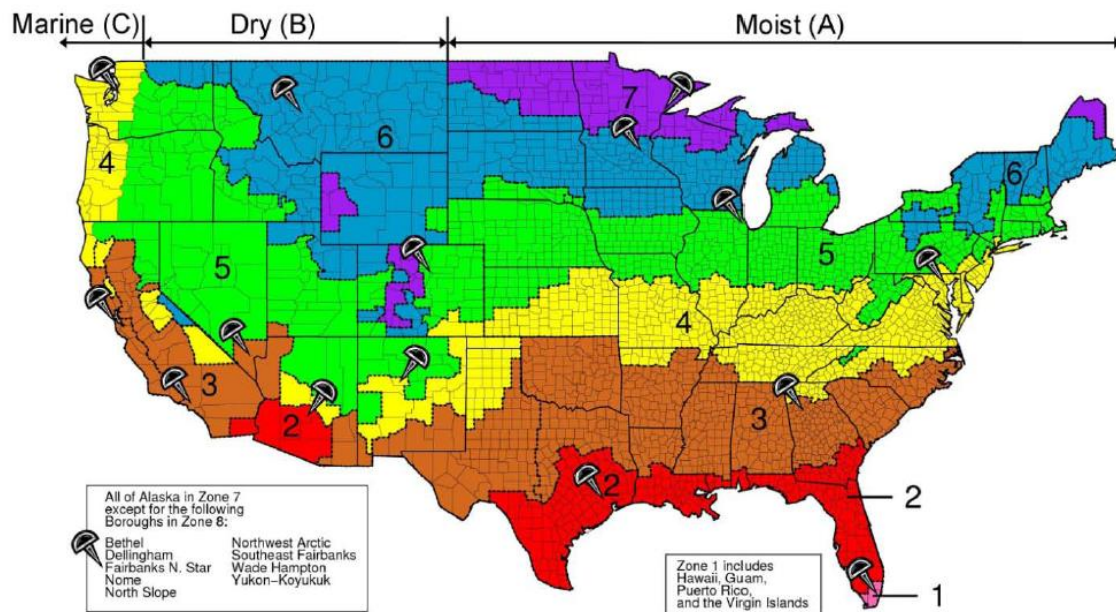 Marine (C)
Dry (B)
Moist (A)
7
6
4
6
5
5
4
3
3
2
2
2
1
All of Alaska in Zone 7
except for the following
Boroughs in Zone 8:
Bethel
Dellingham
Fairbanks N. Star
Nome
North Slope
Northwest Arctic
Southeast Fairbanks
Wade Hampton
Yukon-Koyukuk
Zone 1 includes
Hawaii, Guam,
Puerto Rico,
and the Virgin Islands